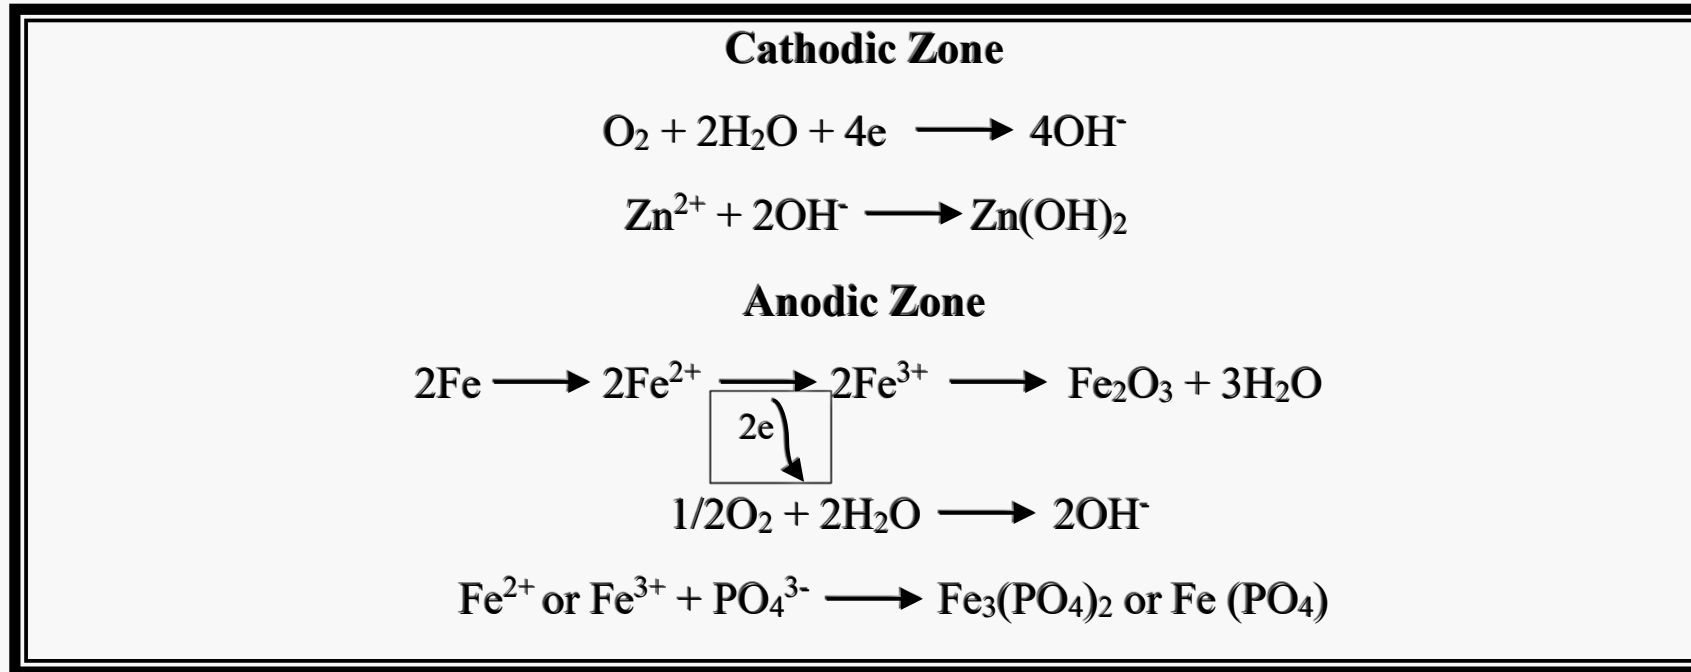 Cathodic Zone
O₂ + 2H₂O + 4e ⟶ 4OH⁻
Zn²⁺ + 2OH⁻ ⟶ Zn(OH)₂
Anodic Zone
2Fe ⟶ 2Fe²⁺ ⟶ 2Fe³⁺ ⟶ Fe₂O₃ + 3H₂O
2e
1/2O₂ + 2H₂O ⟶ 2OH⁻
Fe²⁺ or Fe³⁺ + PO₄³⁻ ⟶ Fe₃(PO₄)₂ or Fe (PO₄)